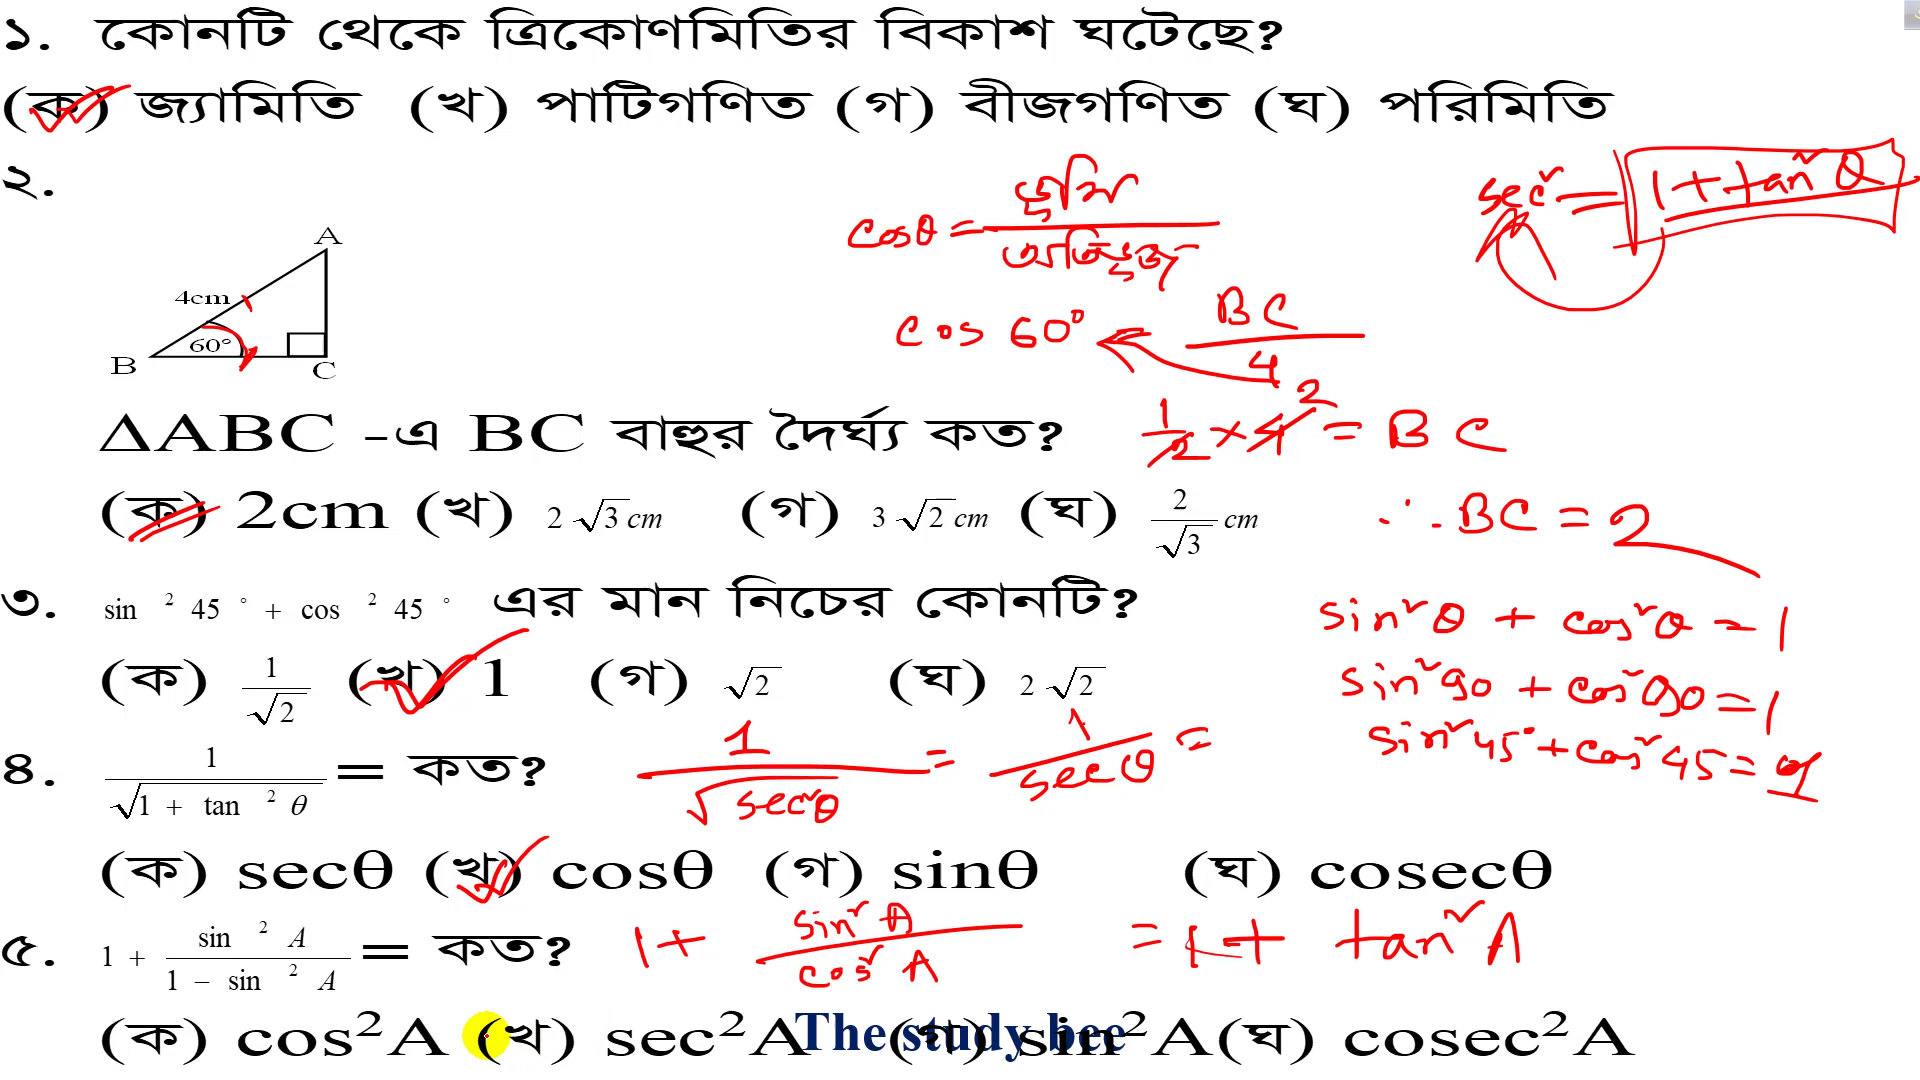 ১. কোনটি থেকে ত্রিকোণমিতির বিকাশ ঘটেছে?
(ক) জ্যামিতি (খ) পাটিগণিত (গ) বীজগণিত (ঘ) পরিমিতি
২.
sec² = 1 + tan² θ
cosθ = ভূমি / অতিভুজ
A
4cm
60°
B
C
cos 60° = BC / 4
ΔABC -এ BC বাহুর দৈর্ঘ্য কত?
1/2 × 4 2 = BC
(ক) 2cm (খ) 2√3 cm (গ) 3√2 cm (ঘ) 2/√3 cm
∴ BC = 2
৩. sin² 45° + cos² 45° এর মান নিচের কোনটি?
sin²θ + cos²θ = 1
(ক) 1/√2 (খ) 1 (গ) √2 (ঘ) 2√2
sin²90 + cos²90 = 1
sin²45° + cos²45 = 1
৪. 1/√(1 + tan² θ) = কত?
1/√sec²θ = 1/secθ =
(ক) secθ (খ) cosθ (গ) sinθ (ঘ) cosecθ
৫. 1 + sin² A / 1 – sin² A = কত?
1 + sin² A / cos² A = 1 + tan² A
(ক) cos²A (খ) sec²A (গ) sin²A (ঘ) cosec²A
The study bee